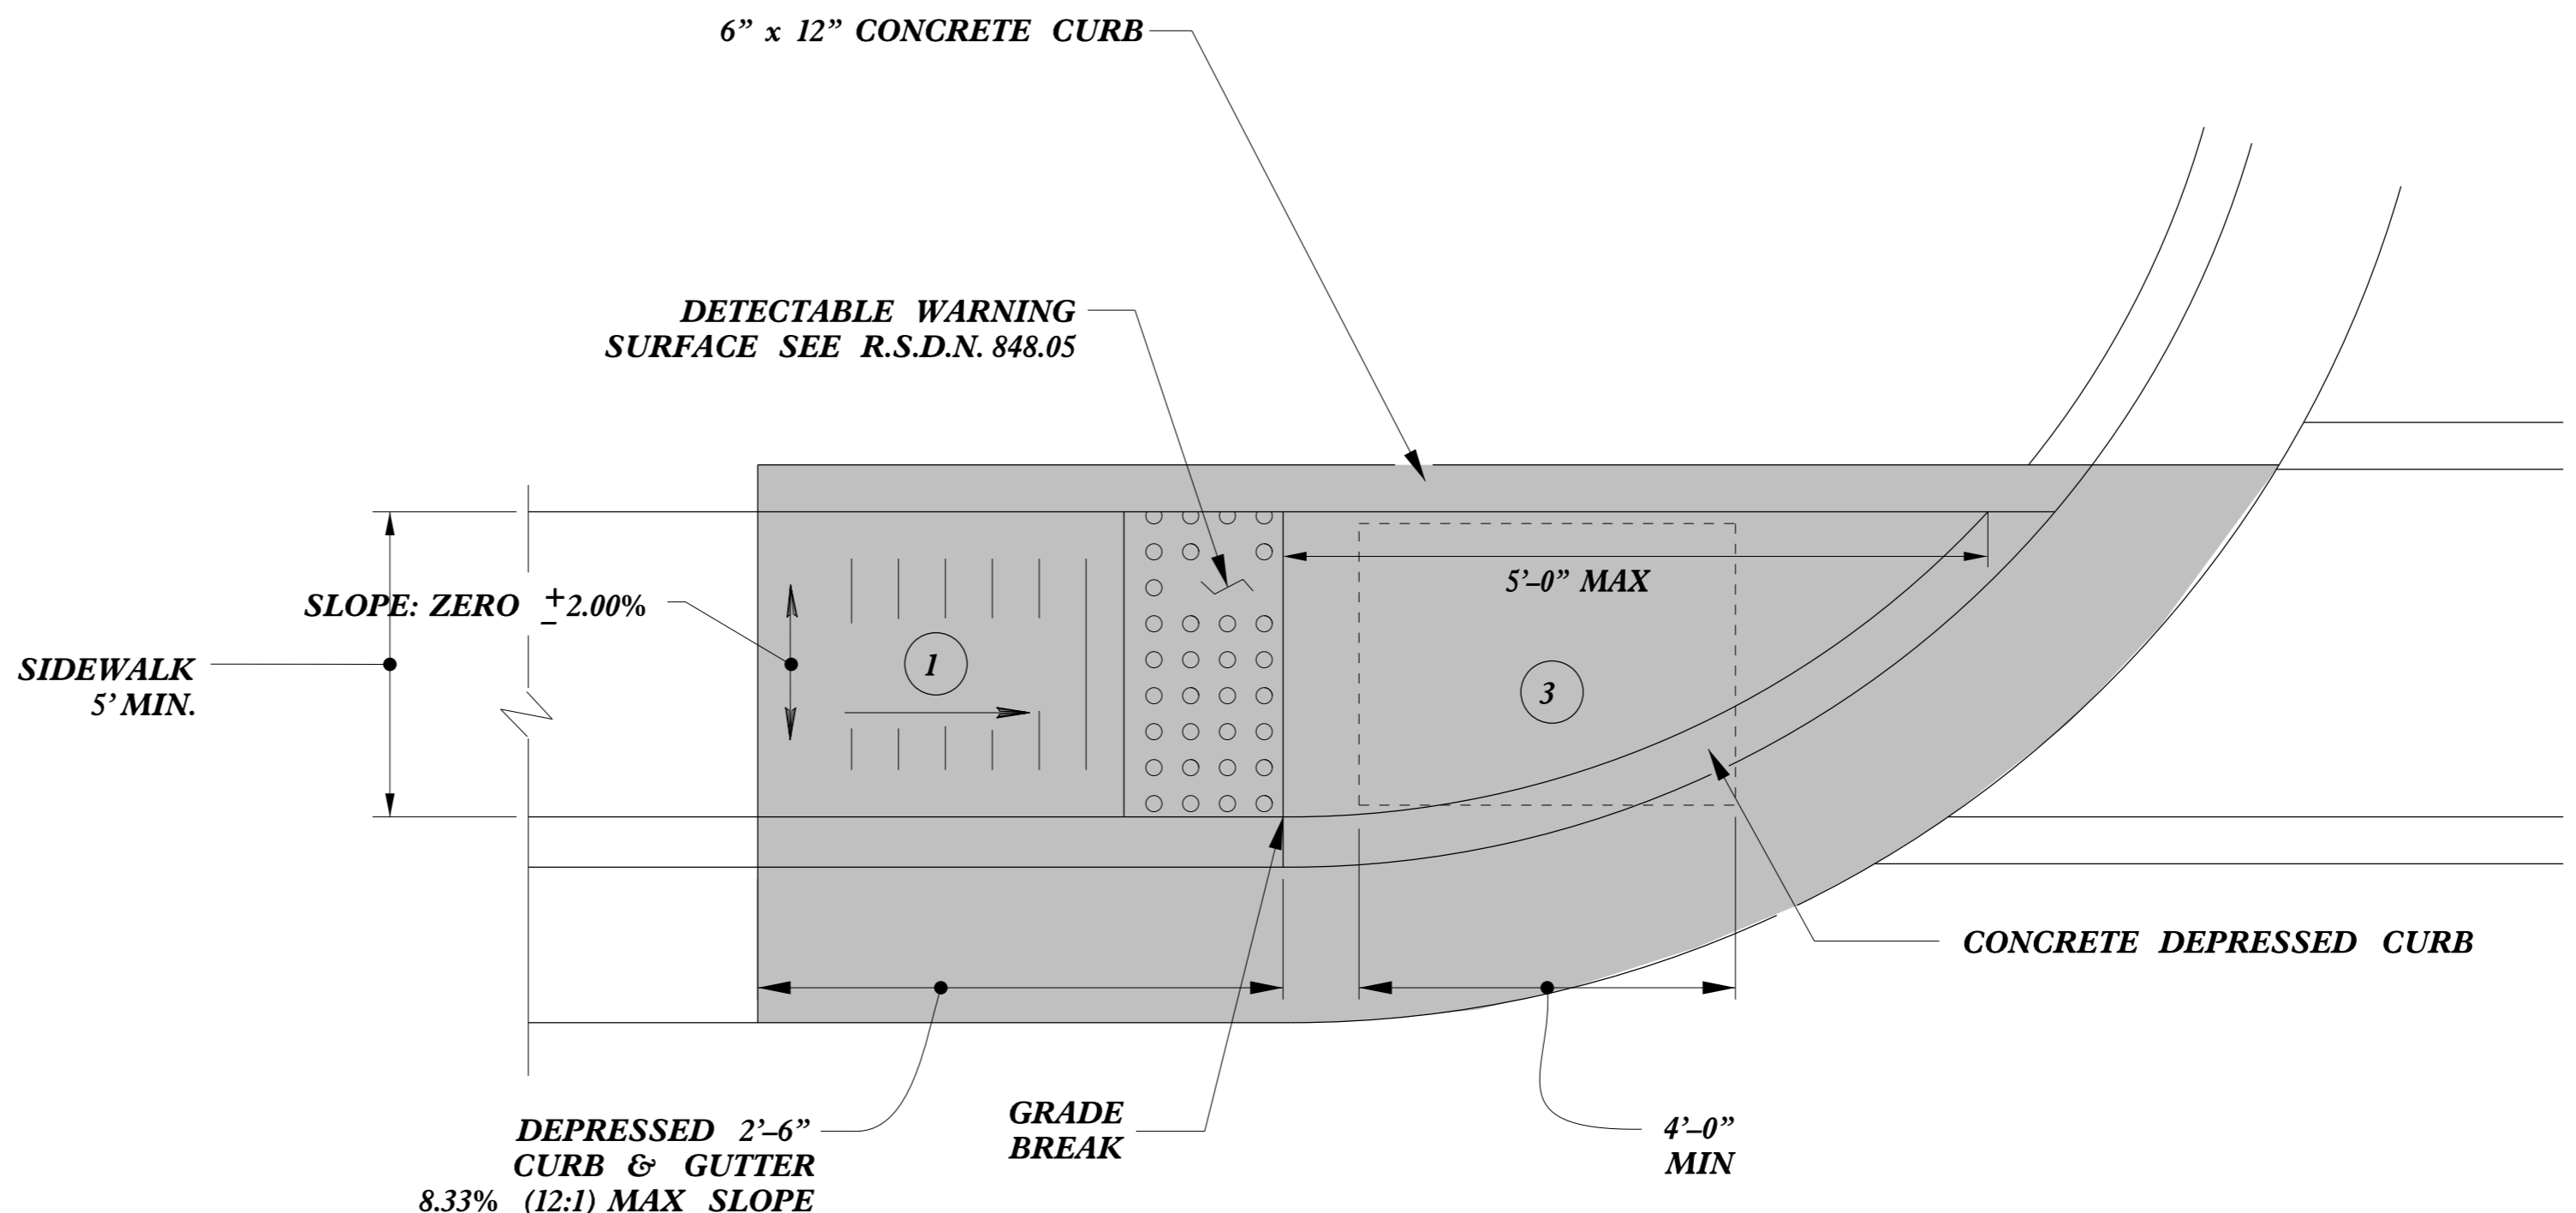 6” x 12” CONCRETE CURB
DETECTABLE WARNING
SURFACE SEE R.S.D.N. 848.05
5’–0” MAX
SLOPE: ZERO ±2.00%
SIDEWALK
5’ MIN.
1
3
CONCRETE DEPRESSED CURB
DEPRESSED 2’–6”
CURB & GUTTER
8.33% (12:1) MAX SLOPE
GRADE
BREAK
4’–0”
MIN